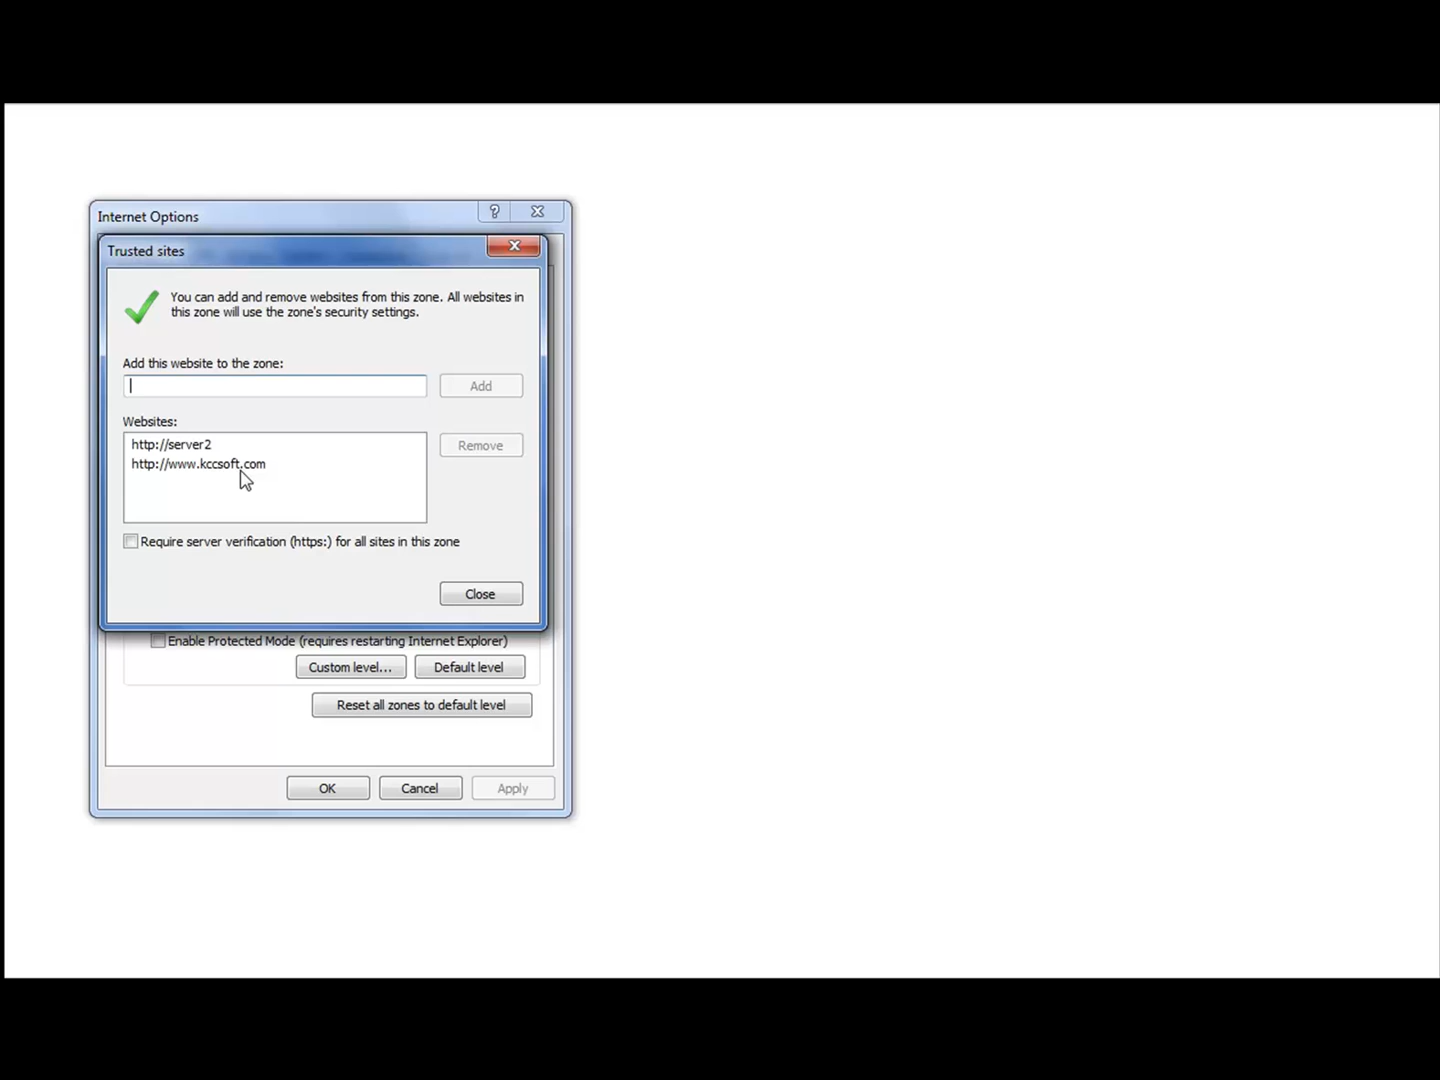 Internet Options
Trusted sites
You can add and remove websites from this zone. All websites in
this zone will use the zone's security settings.
Add this website to the zone:
Add
Websites:
http://server2
Remove
http://www.kccsoft.com
Require server verification (https:) for all sites in this zone
Close
Enable Protected Mode (requires restarting Internet Explorer)
Custom level... Default level
Reset all zones to default level
OK Cancel Apply